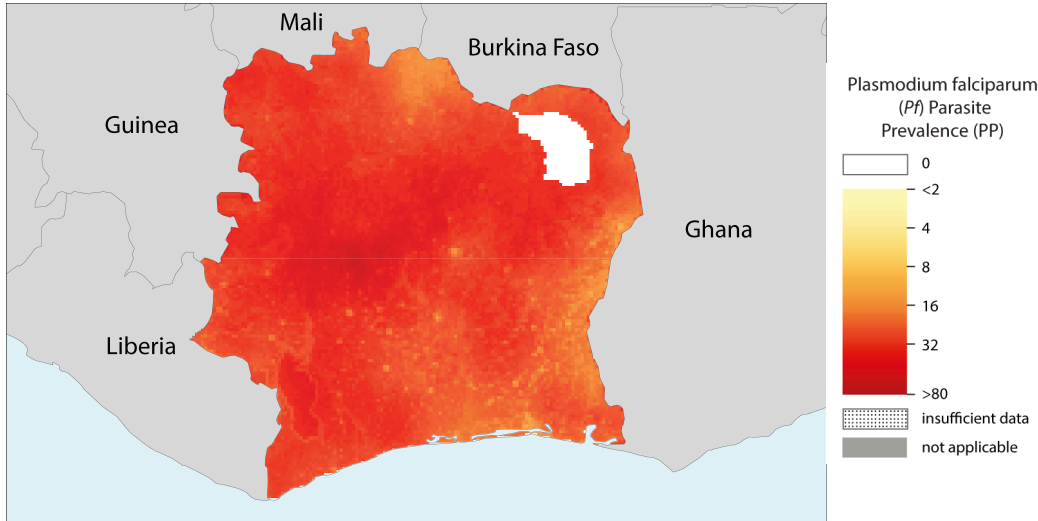 Mali
Burkina Faso
Guinea
Ghana
Liberia
Plasmodium falciparum
(Pf) Parasite
Prevalence (PP)
0
<2
4
8
16
32
>80
insufficient data
not applicable